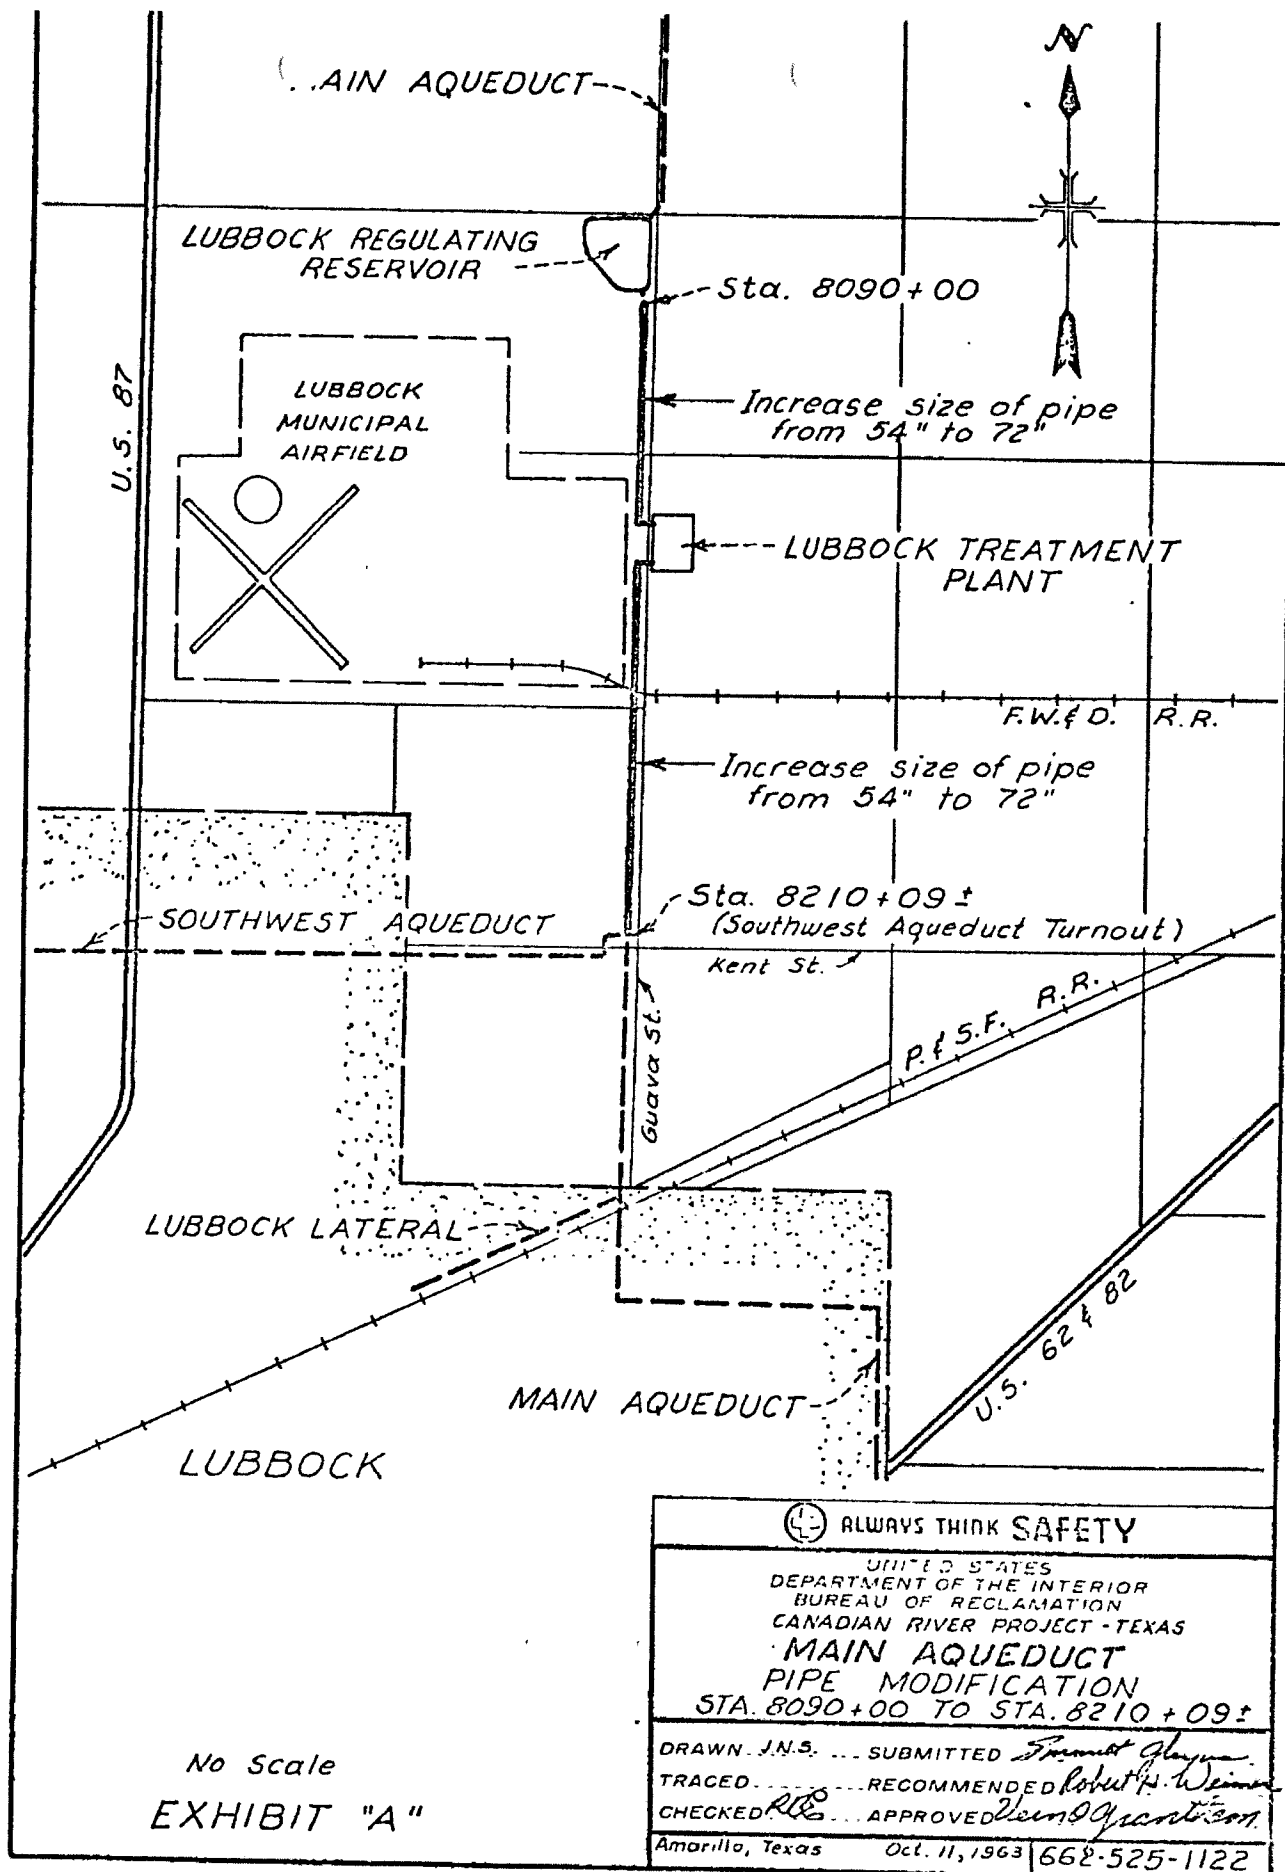 N
AIN AQUEDUCT
LUBBOCK REGULATING
RESERVOIR
Sta. 8090+00
U.S. 87
LUBBOCK
MUNICIPAL
AIRFIELD
Increase size of pipe
from 54" to 72"
LUBBOCK TREATMENT
PLANT
F.W. & D. R.R.
Increase size of pipe
from 54" to 72"
Sta. 8210+09±
(Southwest Aqueduct Turnout)
SOUTHWEST AQUEDUCT
Kent St.
Guava St.
P. & S.F. R.R.
LUBBOCK LATERAL
U.S. 62 & 82
MAIN AQUEDUCT
LUBBOCK
ALWAYS THINK SAFETY
UNITED STATES
DEPARTMENT OF THE INTERIOR
BUREAU OF RECLAMATION
CANADIAN RIVER PROJECT - TEXAS
MAIN AQUEDUCT
PIPE MODIFICATION
STA. 8090+00 TO STA. 8210+09±
DRAWN J.N.S. SUBMITTED
TRACED RECOMMENDED Robert H. Weimer
CHECKED APPROVED
Amarillo, Texas Oct. 11, 1963 662-525-1122
No Scale
EXHIBIT "A"